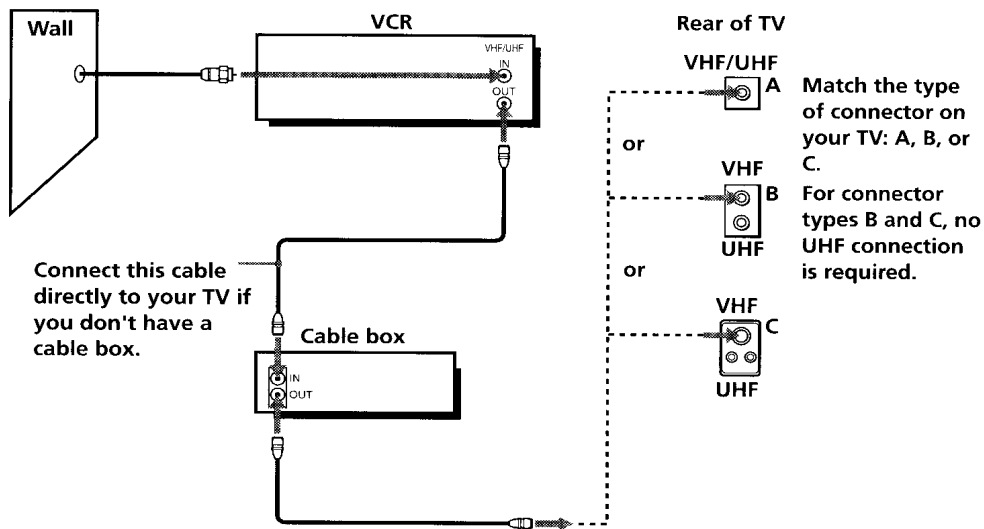 Wall
VCR
VHF/UHF
IN
OUT
Rear of TV
VHF/UHF
A
Match the type
of connector on
your TV: A, B, or
C.
or
VHF
B
UHF
For connector
types B and C, no
UHF connection
is required.
or
VHF
C
UHF
Connect this cable
directly to your TV if
you don't have a
cable box.
Cable box
IN
OUT